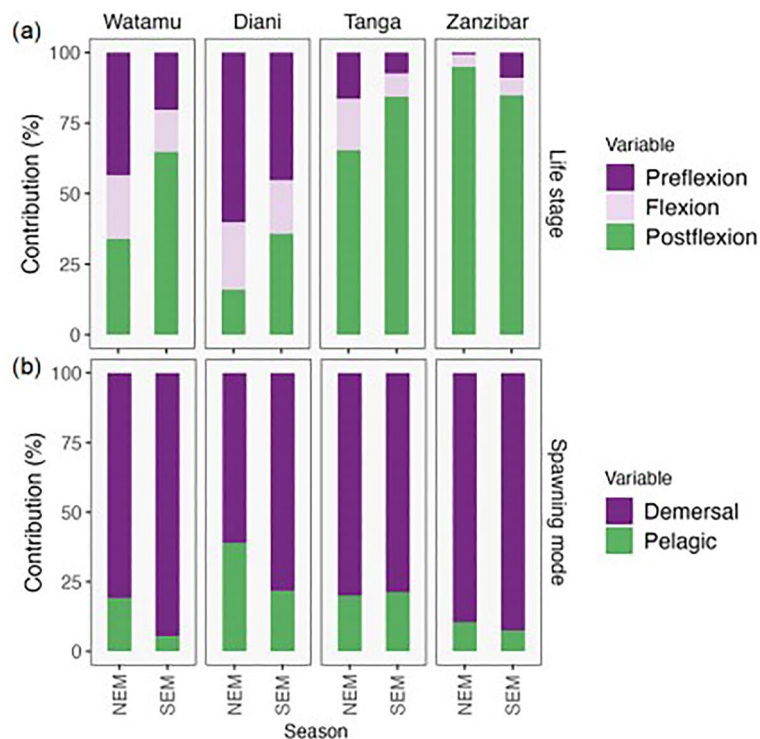 Watamu Diani Tanga Zanzibar
(a)
100
75
50
25
0
Contribution (%)
Life stage
Variable
Preflexion
Flexion
Postflexion
(b)
100
75
50
25
0
Contribution (%)
Spawning mode
Variable
Demersal
Pelagic
NEM SEM NEM SEM NEM SEM NEM SEM
Season